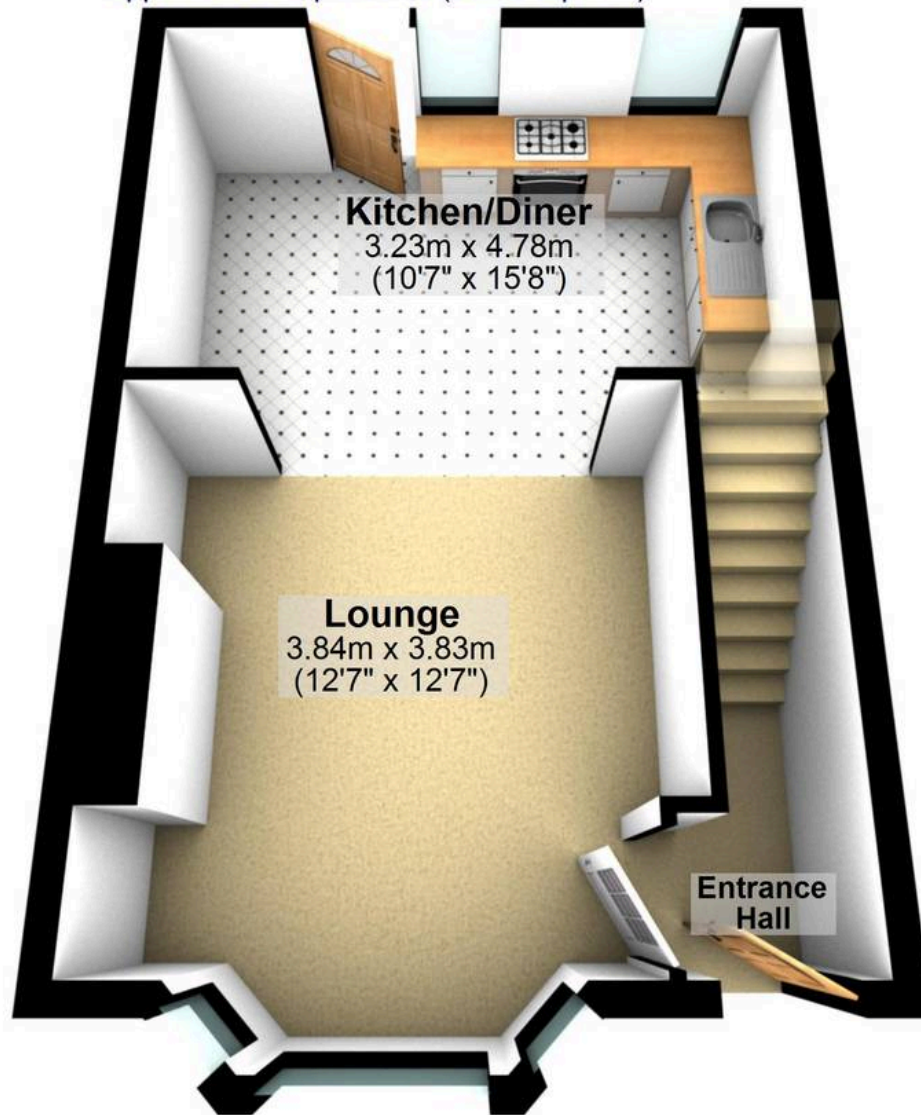 Kitchen/Diner
3.23m x 4.78m
(10'7" x 15'8")
Lounge
3.84m x 3.83m
(12'7" x 12'7")
Entrance
Hall